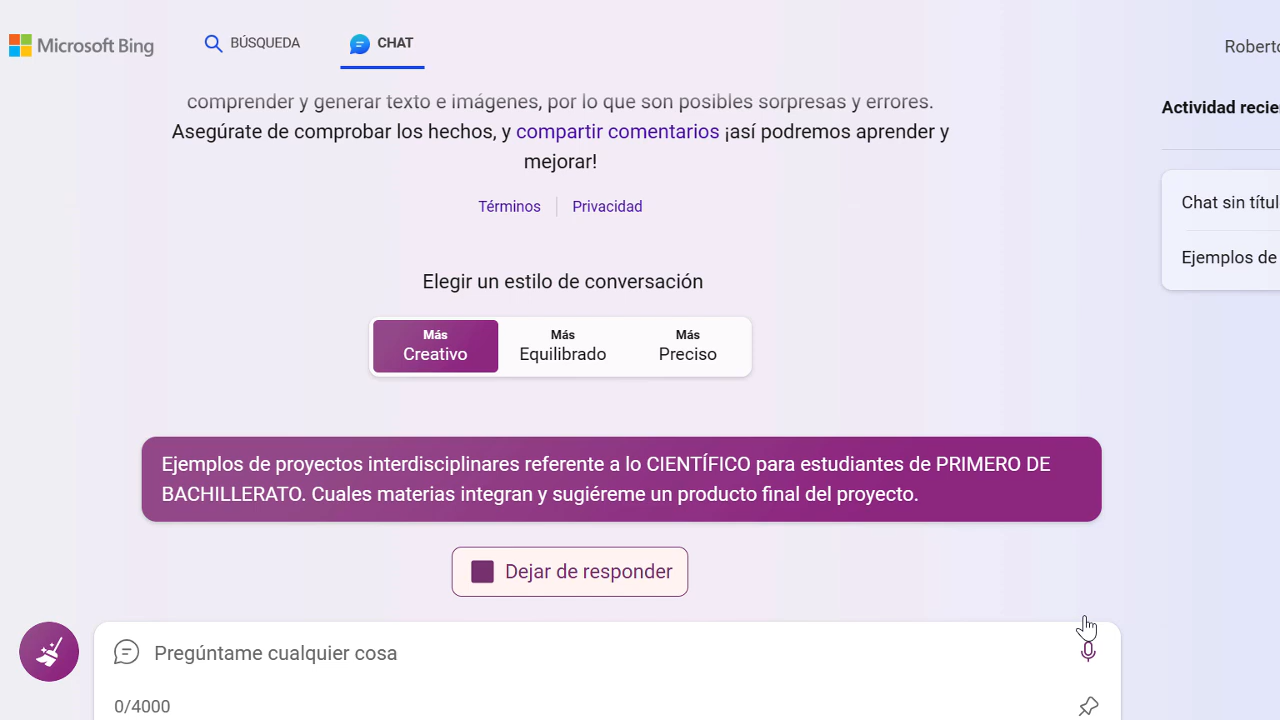 Microsoft Bing
BÚSQUEDA
CHAT
Roberto
comprender y generar texto e imágenes, por lo que son posibles sorpresas y errores.
Asegúrate de comprobar los hechos, y compartir comentarios ¡así podremos aprender y
mejorar!
Términos
Privacidad
Actividad recie
Chat sin títul
Ejemplos de
Elegir un estilo de conversación
Más
Creativo
Más
Equilibrado
Más
Preciso
Ejemplos de proyectos interdisciplinares referente a lo CIENTÍFICO para estudiantes de PRIMERO DE
BACHILLERATO. Cuales materias integran y sugiéreme un producto final del proyecto.
Dejar de responder
Pregúntame cualquier cosa
0/4000